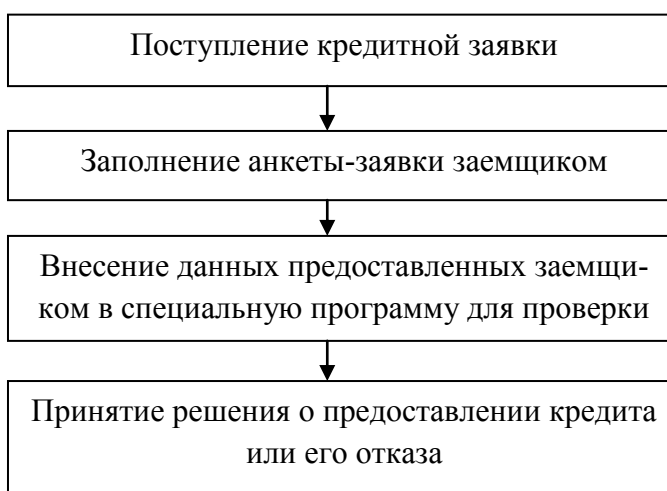 Поступление кредитной заявки
Заполнение анкеты-заявки заемщиком
Внесение данных предоставленных заемщи-
ком в специальную программу для проверки
Принятие решения о предоставлении кредита
или его отказа